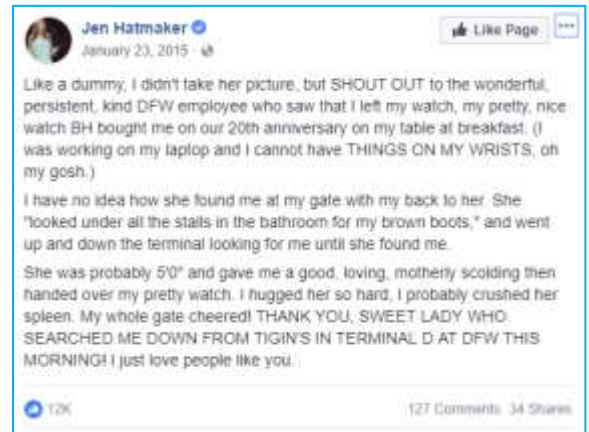 Jen Hatmaker
Like Page
January 23, 2015
Like a dummy, I didn't take her picture, but SHOUT OUT to the wonderful,
persistent, kind DFW employee who saw that I left my watch, my pretty, nice
watch BH bought me on our 20th anniversary on my table at breakfast. (I
was working on my laptop and I cannot have THINGS ON MY WRISTS, oh
my gosh.)
I have no idea how she found me at my gate with my back to her. She
"looked under all the stalls in the bathroom for my brown boots," and went
up and down the terminal looking for me until she found me.
She was probably 5'0" and gave me a good, loving, motherly scolding then
handed over my pretty watch. I hugged her so hard, I probably crushed her
spleen. My whole gate cheered! THANK YOU, SWEET LADY WHO
SEARCHED ME DOWN FROM TIGIN'S IN TERMINAL D AT DFW THIS
MORNING! I just love people like you.
12K
127 Comments 34 Shares